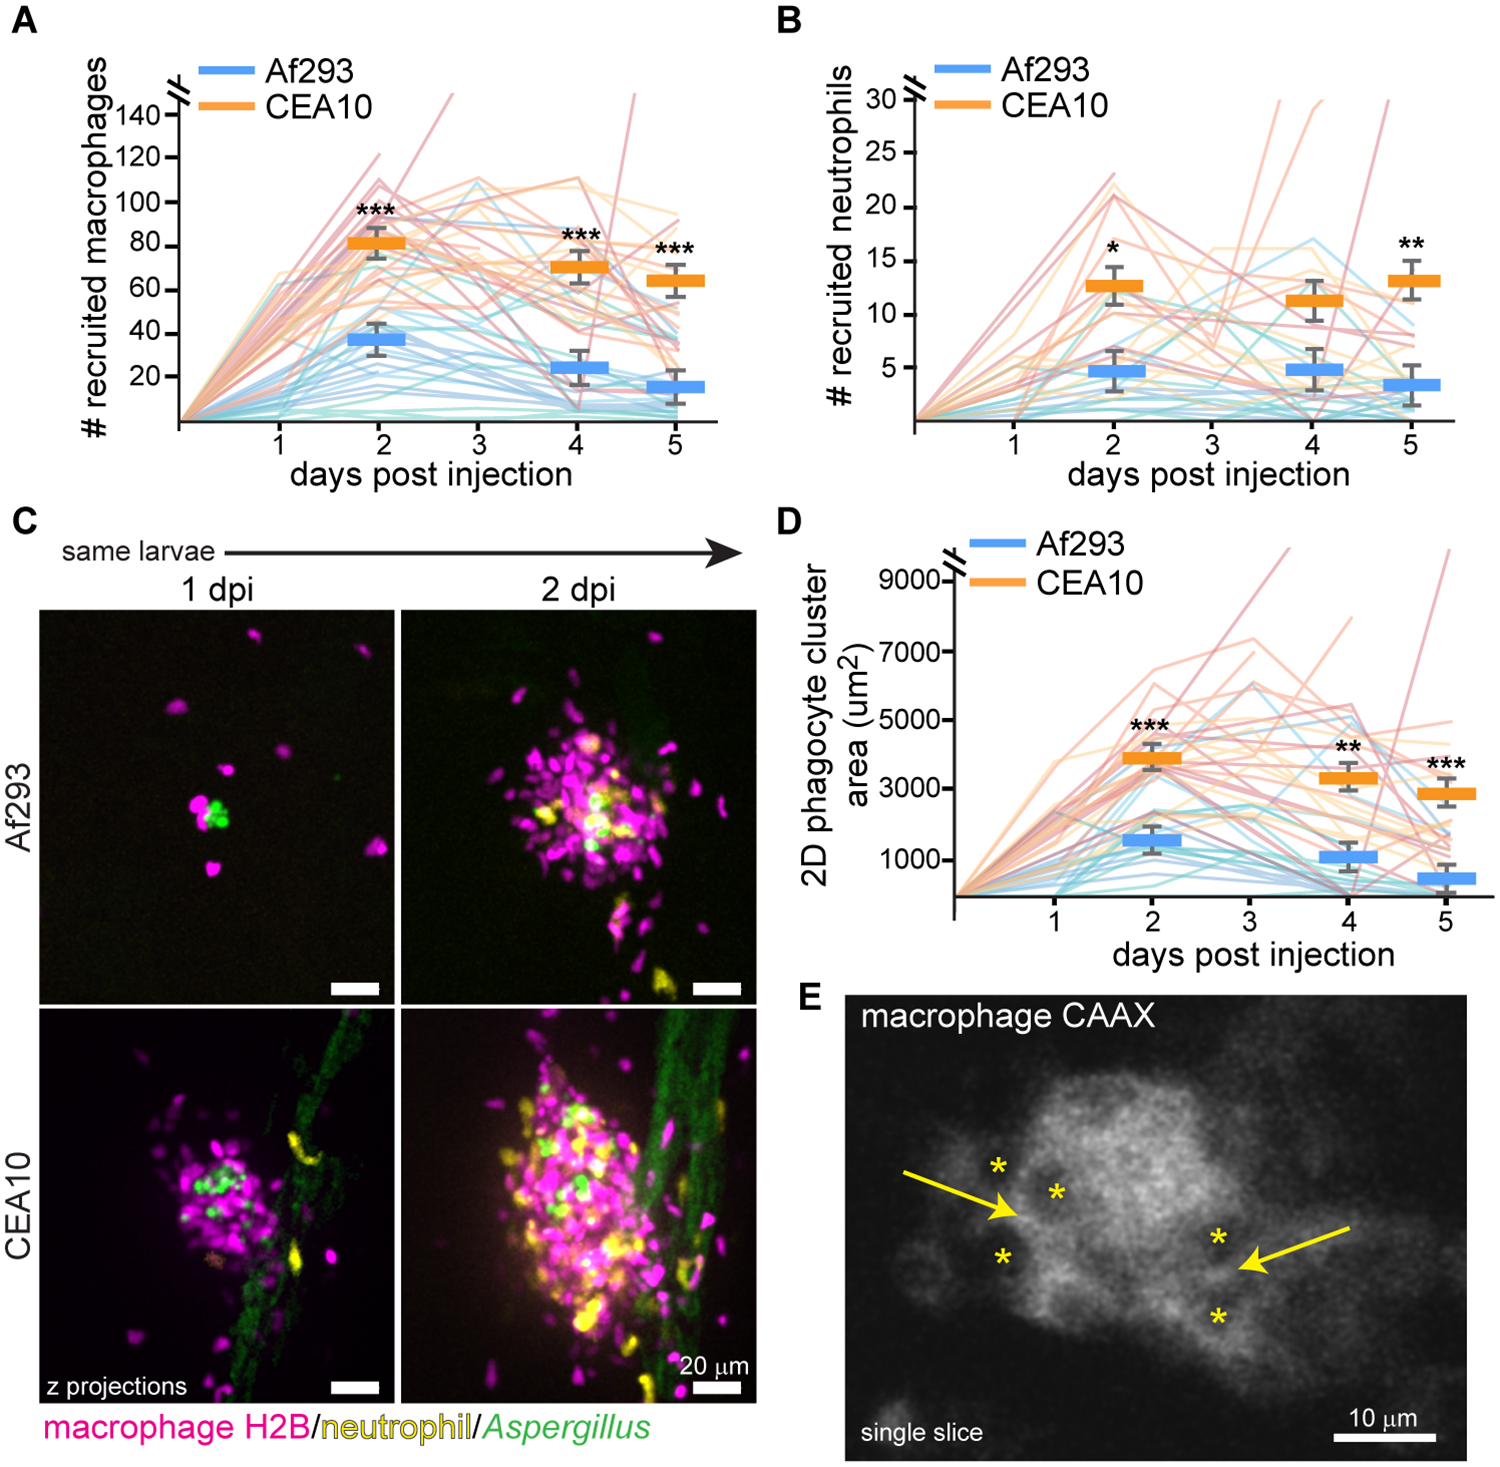 A
Af293
CEA10
# recruited macrophages
140
120
100
80
60
40
20
***
***
***
1 2 3 4 5
days post injection
B
Af293
CEA10
# recruited neutrophils
30
25
20
15
10
5
*
**
1 2 3 4 5
days post injection
C
same larvae
1 dpi 2 dpi
Af293
CEA10
z projections
20 μm
macrophage H2B/neutrophil/Aspergillus
D
Af293
CEA10
2D phagocyte cluster
area (um²)
9000
7000
5000
3000
1000
***
**
***
1 2 3 4 5
days post injection
E
macrophage CAAX
*
*
*
*
*
single slice
10 μm